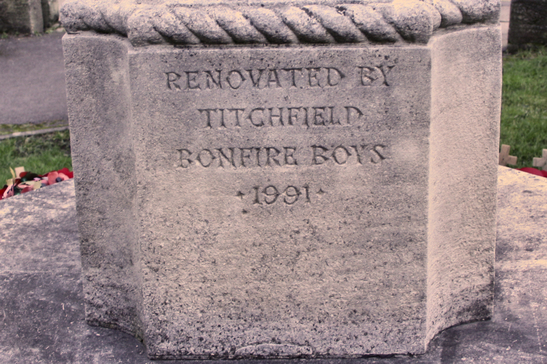 RENOVATED BY
TITCHFIELD
BONFIRE BOYS
• 1991 •